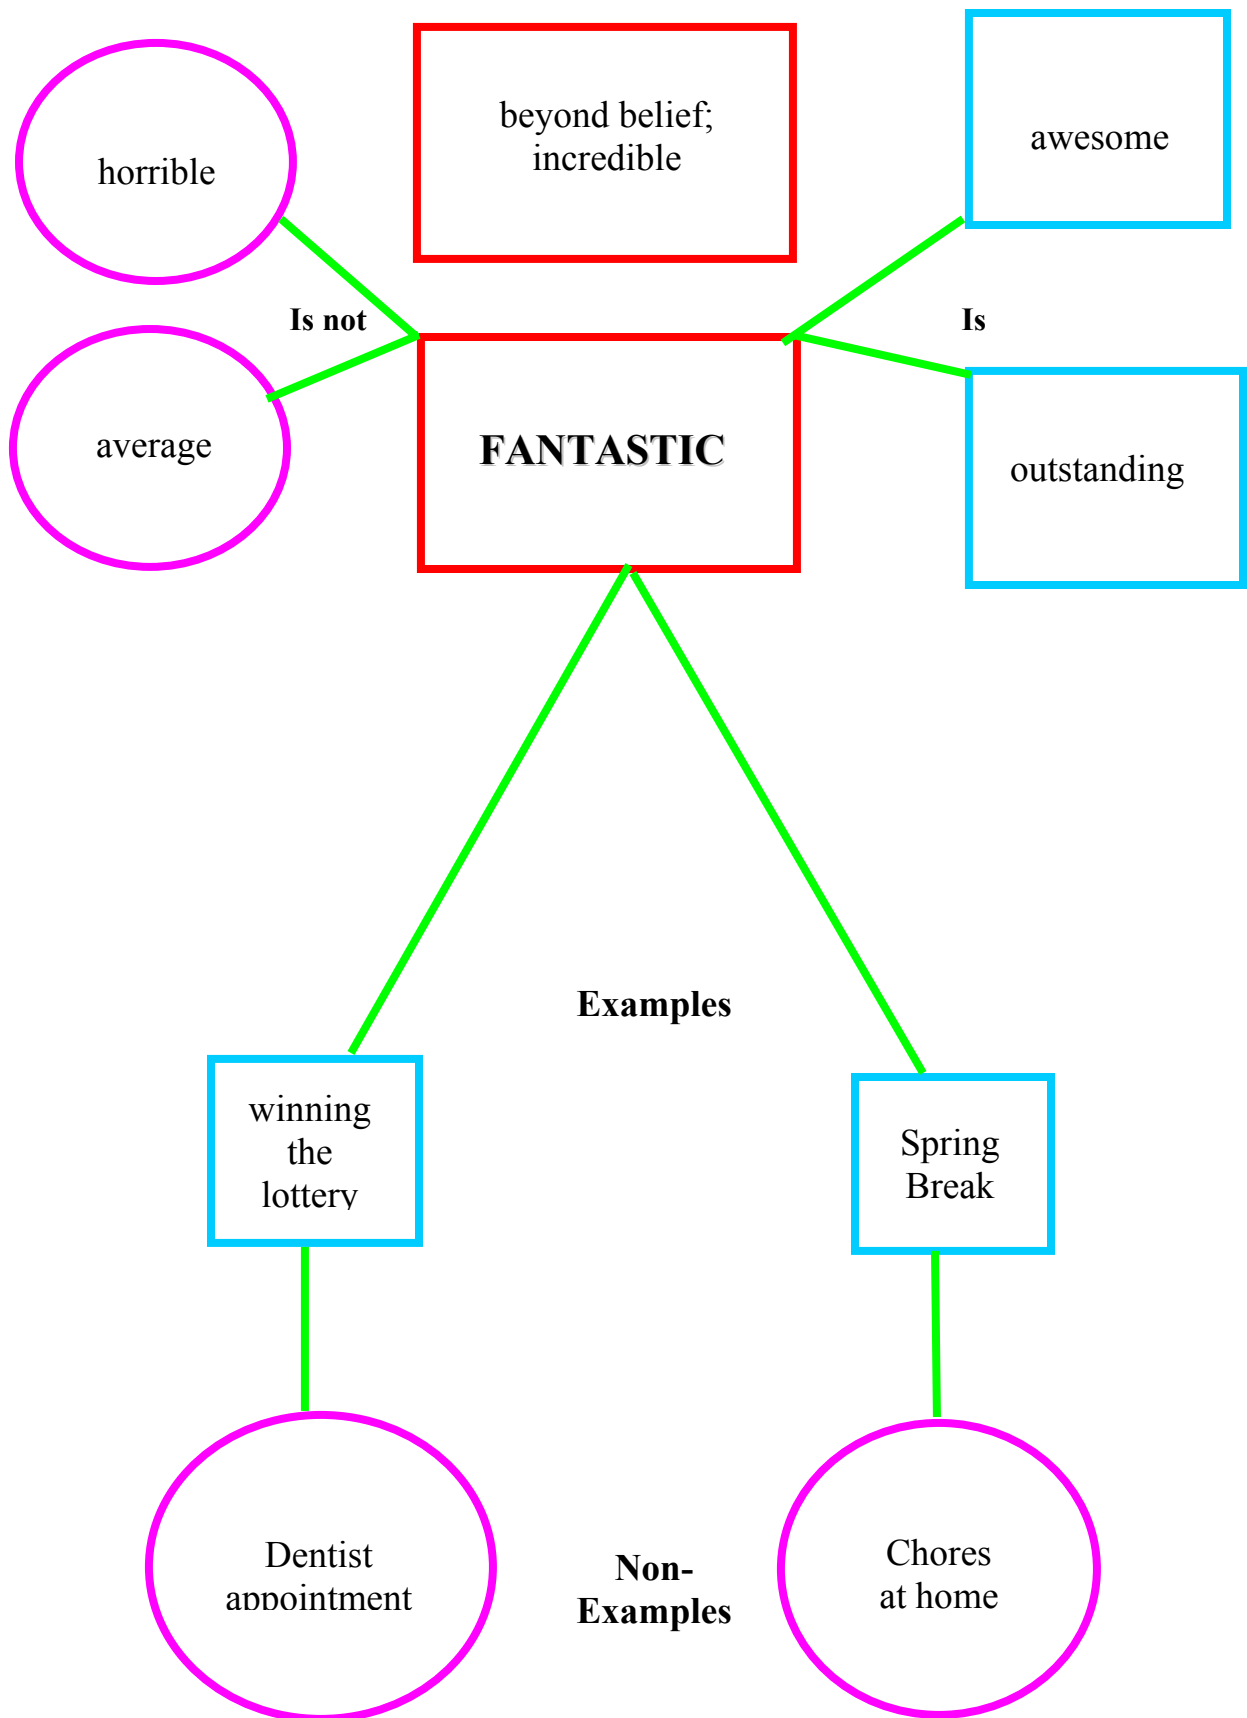 horrible
beyond belief;
incredible
awesome
Is not
Is
average
FANTASTIC
outstanding
Examples
winning
the
lottery
Spring
Break
Dentist
appointment
Non-
Examples
Chores
at home